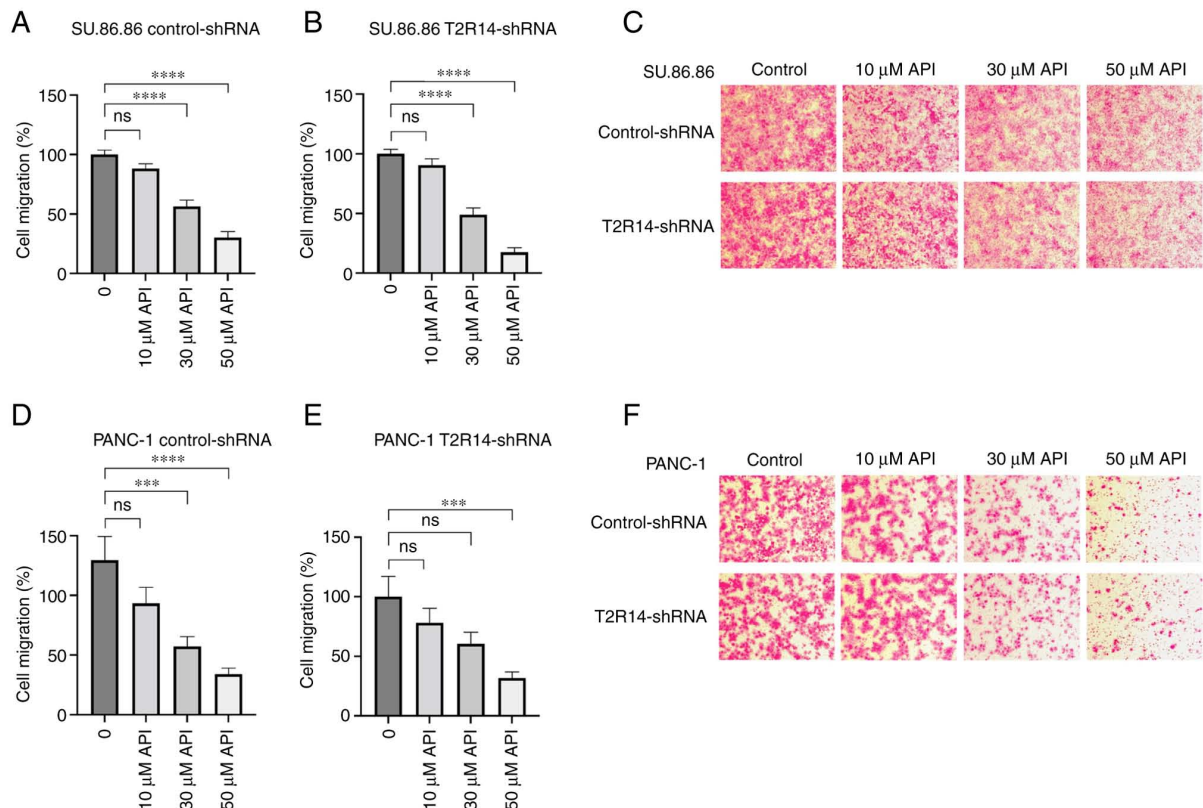 A
SU.86.86 control-shRNA
****
****
ns
150
100
50
0
Cell migration (%)
0
10 µM API
30 µM API
50 µM API
B
SU.86.86 T2R14-shRNA
****
****
ns
150
100
50
0
Cell migration (%)
0
10 µM API
30 µM API
50 µM API
C
SU.86.86 Control 10 µM API 30 µM API 50 µM API
Control-shRNA
T2R14-shRNA
D
PANC-1 control-shRNA
****
***
ns
150
100
50
0
Cell migration (%)
0
10 µM API
30 µM API
50 µM API
E
PANC-1 T2R14-shRNA
***
ns
ns
150
100
50
0
Cell migration (%)
0
10 µM API
30 µM API
50 µM API
F
PANC-1 Control 10 µM API 30 µM API 50 µM API
Control-shRNA
T2R14-shRNA